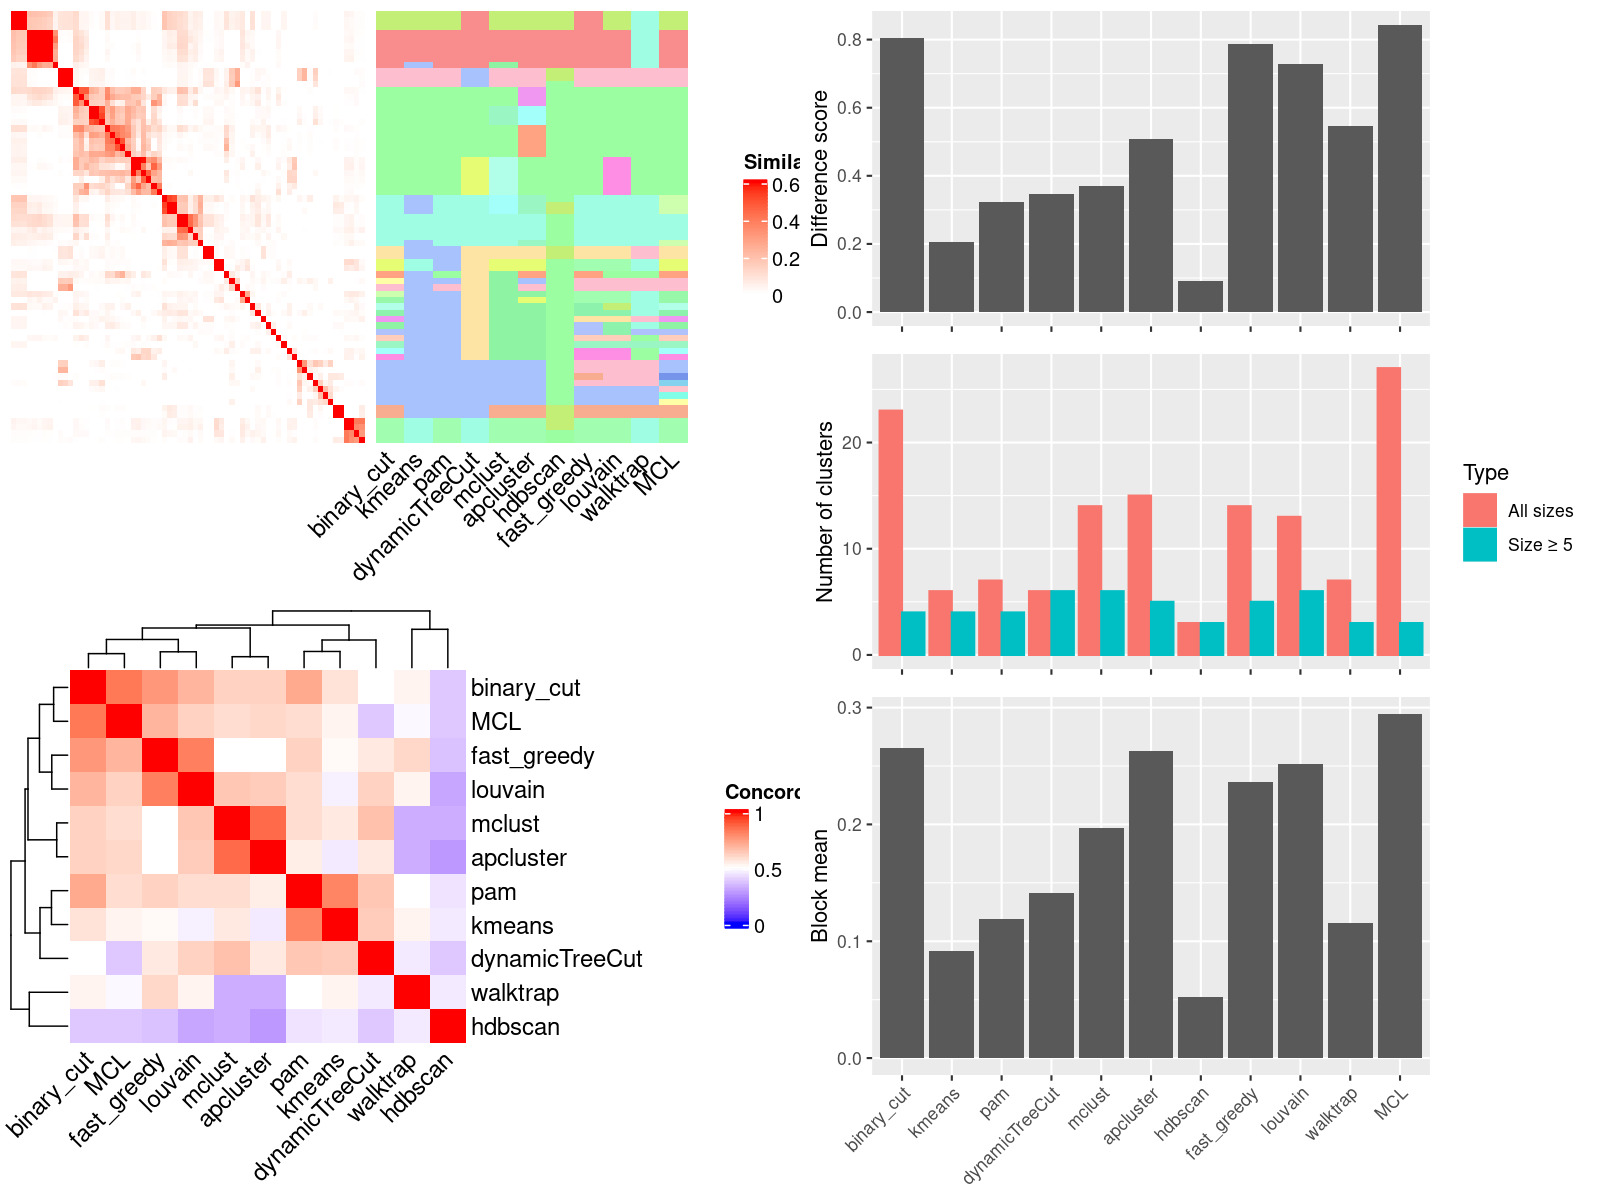 Simila
0.6
0.4
0.2
0
binary_cut
kmeans
pam
dynamicTreeCut
mclust
apcluster
hdbscan
fast_greedy
louvain
walktrap
MCL
binary_cut
MCL
fast_greedy
louvain
mclust
apcluster
pam
kmeans
dynamicTreeCut
walktrap
hdbscan
binary_cut
MCL
fast_greedy
louvain
mclust
apcluster
pam
kmeans
dynamicTreeCut
walktrap
hdbscan
Concord
1
0.5
0
Difference score
0.8
0.6
0.4
0.2
0.0
Number of clusters
20
10
0
Type
All sizes
Size ≥ 5
Block mean
0.3
0.2
0.1
0.0
binary_cut
kmeans
pam
dynamicTreeCut
mclust
apcluster
hdbscan
fast_greedy
louvain
walktrap
MCL